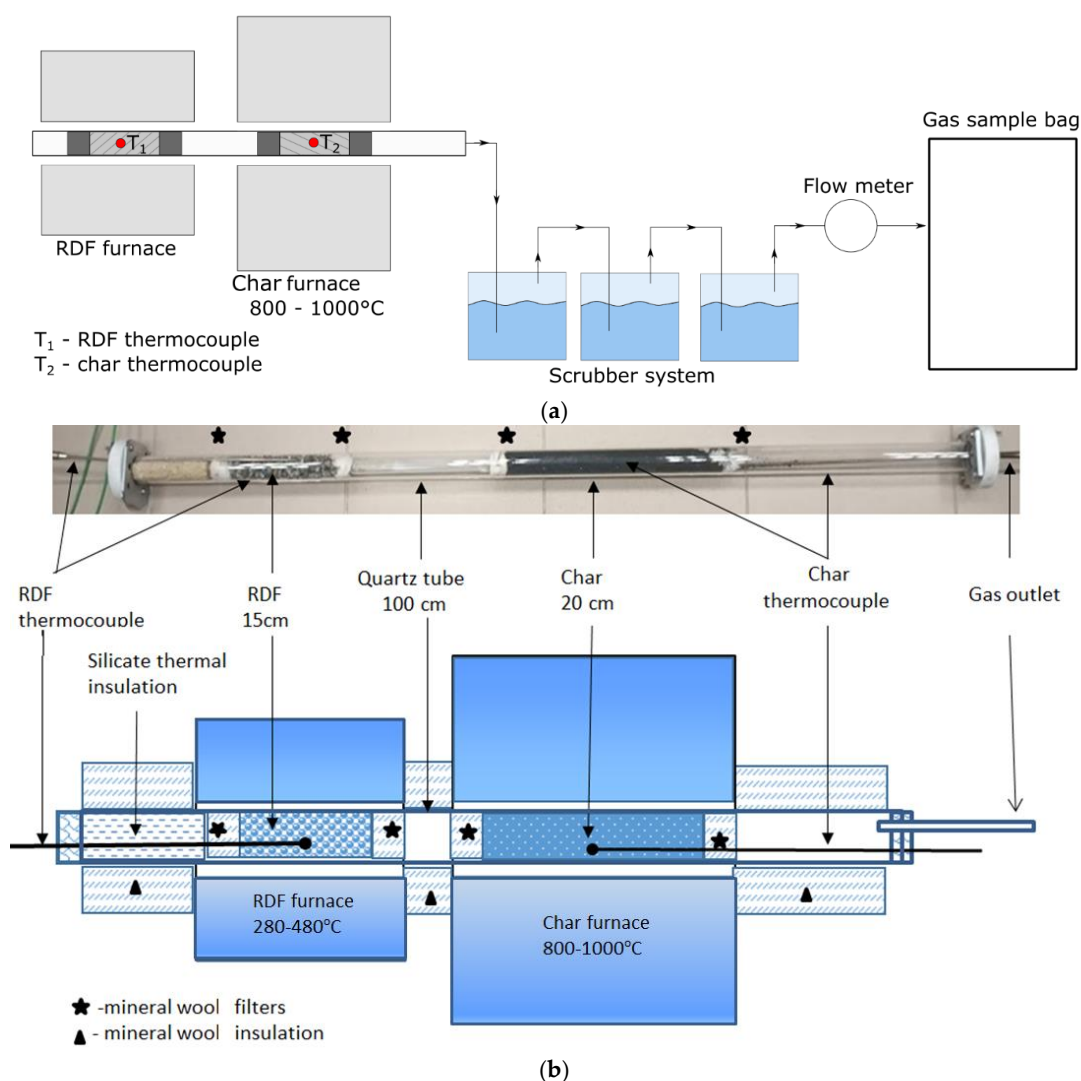 Gas sample bag
T₁
T₂
Flow meter
RDF furnace
Char furnace
800 - 1000°C
T₁ - RDF thermocouple
T₂ - char thermocouple
Scrubber system
(a)
RDF
thermocouple
RDF
15cm
Quartz tube
100 cm
Char
20 cm
Char
thermocouple
Gas outlet
Silicate thermal
insulation
RDF furnace
280-480°C
Char furnace
800-1000°C
-mineral wool filters
- mineral wool insulation
(b)